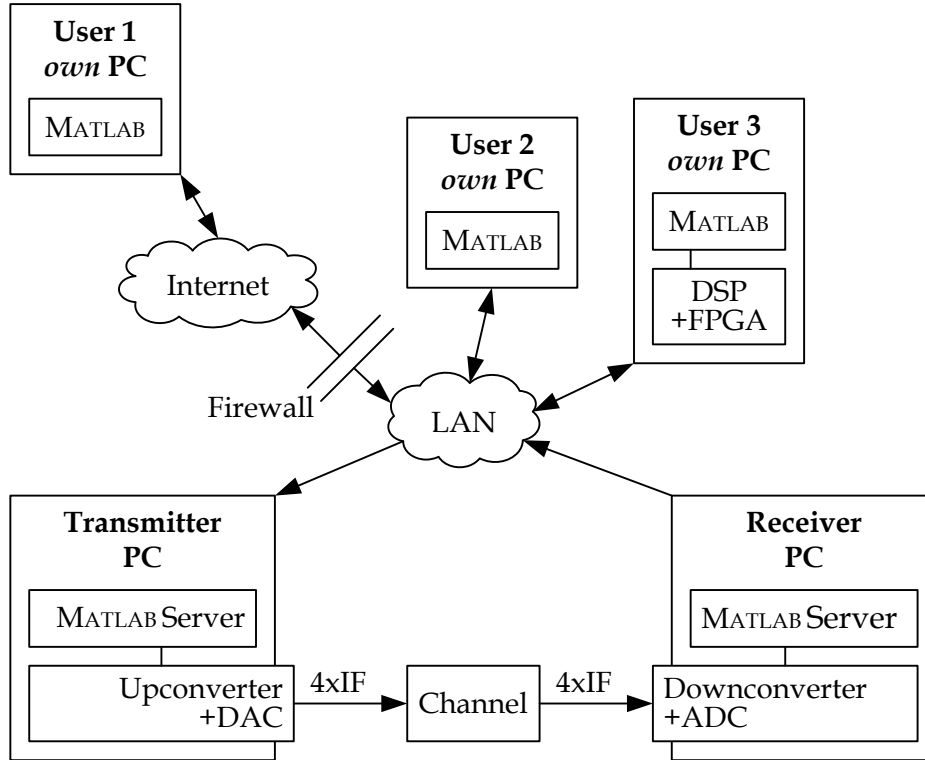 User 1
own PC
MATLAB
User 2
own PC
MATLAB
User 3
own PC
MATLAB
DSP
+FPGA
Internet
Firewall
LAN
Transmitter
PC
MATLAB Server
Upconverter
+DAC
4xIF
Channel
4xIF
Receiver
PC
MATLAB Server
Downconverter
+ADC